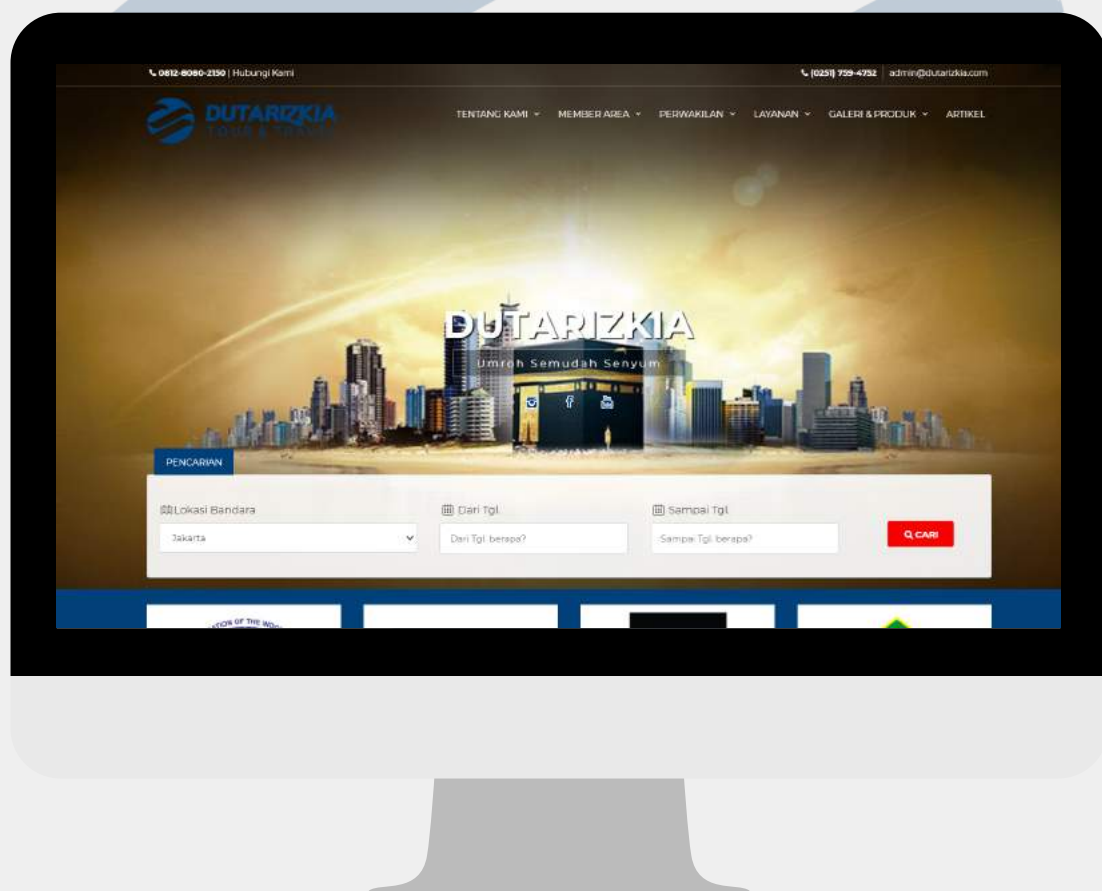 0812-8080-2150 | Hubungi Kami
(0251) 759-4752 admin@dutarizkia.com
DUTARIZKIA
TOUR & TRAVEL
TENTANG KAMI MEMBER AREA PERWAKILAN LAYANAN GALERI & PRODUK ARTIKEL
DUTARIZKIA
Umroh Semudah Senyum
PENCARIAN
Lokasi Bandara
Dari Tgl.
Sampai Tgl.
Jakarta
Dari Tgl. berapa?
Sampai Tgl. berapa?
CARI
OF THE